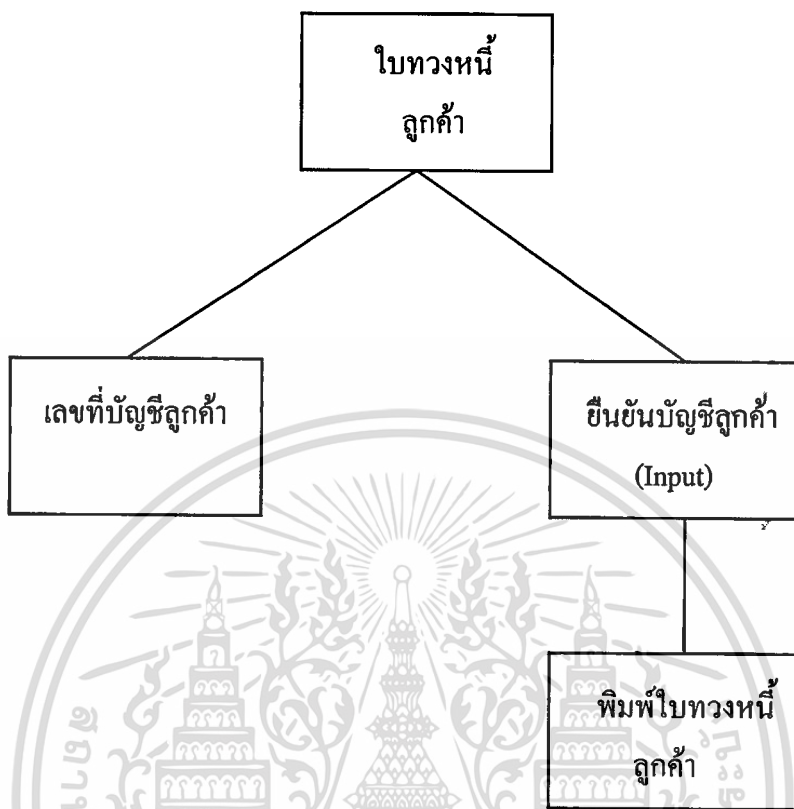 ใบทวงหนี้
ลูกค้า
เลขที่บัญชีลูกค้า
ยืนยันบัญชีลูกค้า
(Input)
พิมพ์ใบทวงหนี้
ลูกค้า